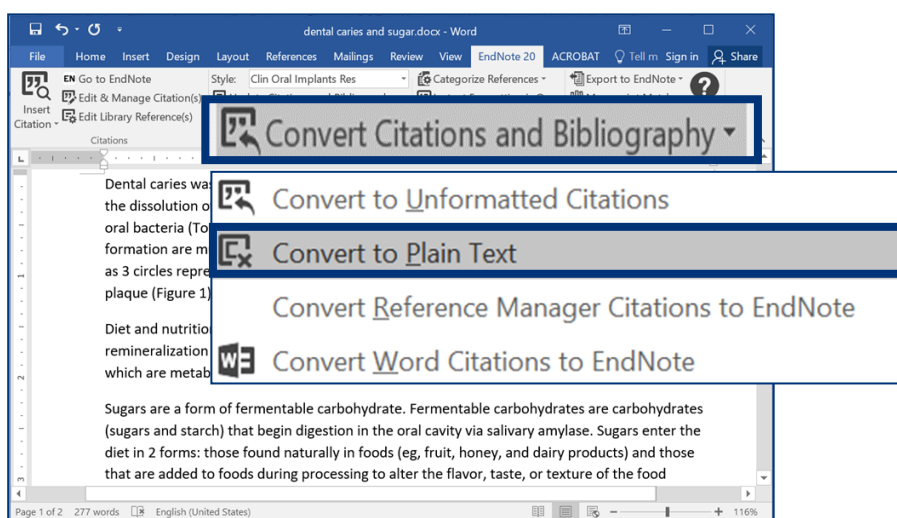 dental caries and sugar.docx - Word
File Home Insert Design Layout References Mailings Review View EndNote 20 ACROBAT Tell m Sign in Share
EN Go to EndNote Style: Clin Oral Implants Res Categorize References Export to EndNote
Insert Citation Edit & Manage Citation(s)
Edit Library Reference(s)
Citations
Convert Citations and Bibliography
Convert to Unformatted Citations
Convert to Plain Text
Convert Reference Manager Citations to EndNote
Convert Word Citations to EndNote
Dental caries was
the dissolution o
oral bacteria (To
formation are m
as 3 circles repre
plaque (Figure 1)
Diet and nutrition
remineralization
which are metab
Sugars are a form of fermentable carbohydrate. Fermentable carbohydrates are carbohydrates
(sugars and starch) that begin digestion in the oral cavity via salivary amylase. Sugars enter the
diet in 2 forms: those found naturally in foods (eg, fruit, honey, and dairy products) and those
that are added to foods during processing to alter the flavor, taste, or texture of the food
Page 1 of 2 277 words English (United States) 116%